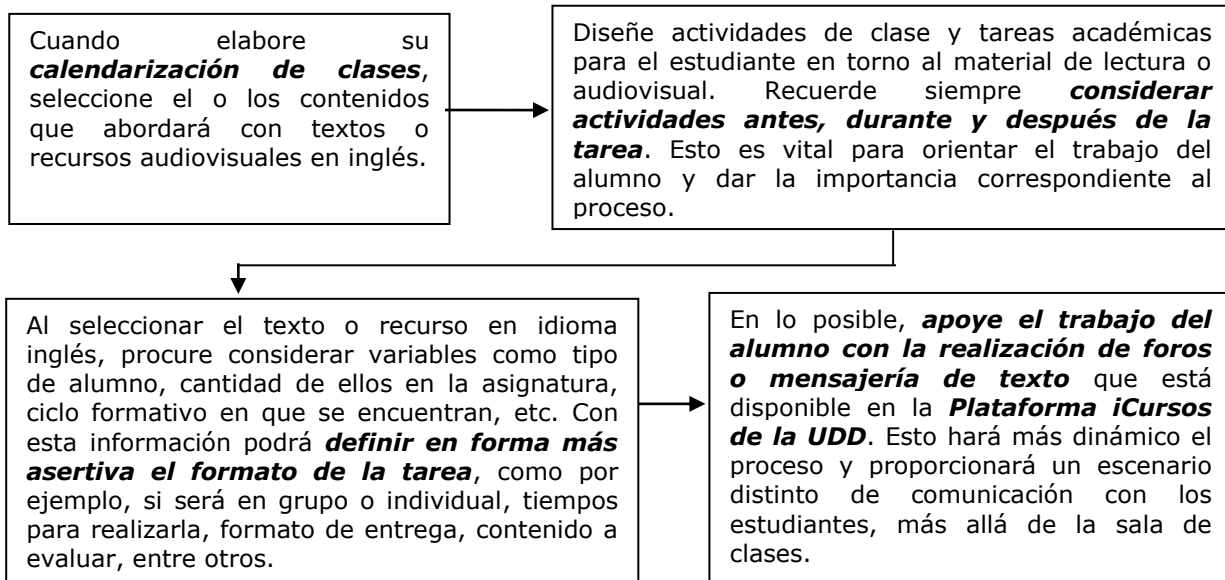 Cuando elabore su
calendarización de clases,
seleccione el o los contenidos
que abordará con textos o
recursos audiovisuales en inglés.
Diseñe actividades de clase y tareas académicas
para el estudiante en torno al material de lectura o
audiovisual. Recuerde siempre considerar
actividades antes, durante y después de la
tarea. Esto es vital para orientar el trabajo del
alumno y dar la importancia correspondiente al
proceso.
Al seleccionar el texto o recurso en idioma
inglés, procure considerar variables como tipo
de alumno, cantidad de ellos en la asignatura,
ciclo formativo en que se encuentran, etc. Con
esta información podrá definir en forma más
asertiva el formato de la tarea, como por
ejemplo, si será en grupo o individual, tiempos
para realizarla, formato de entrega, contenido a
evaluar, entre otros.
En lo posible, apoye el trabajo del
alumno con la realización de foros
o mensajería de texto que está
disponible en la Plataforma iCursos
de la UDD. Esto hará más dinámico el
proceso y proporcionará un escenario
distinto de comunicación con los
estudiantes, más allá de la sala de
clases.